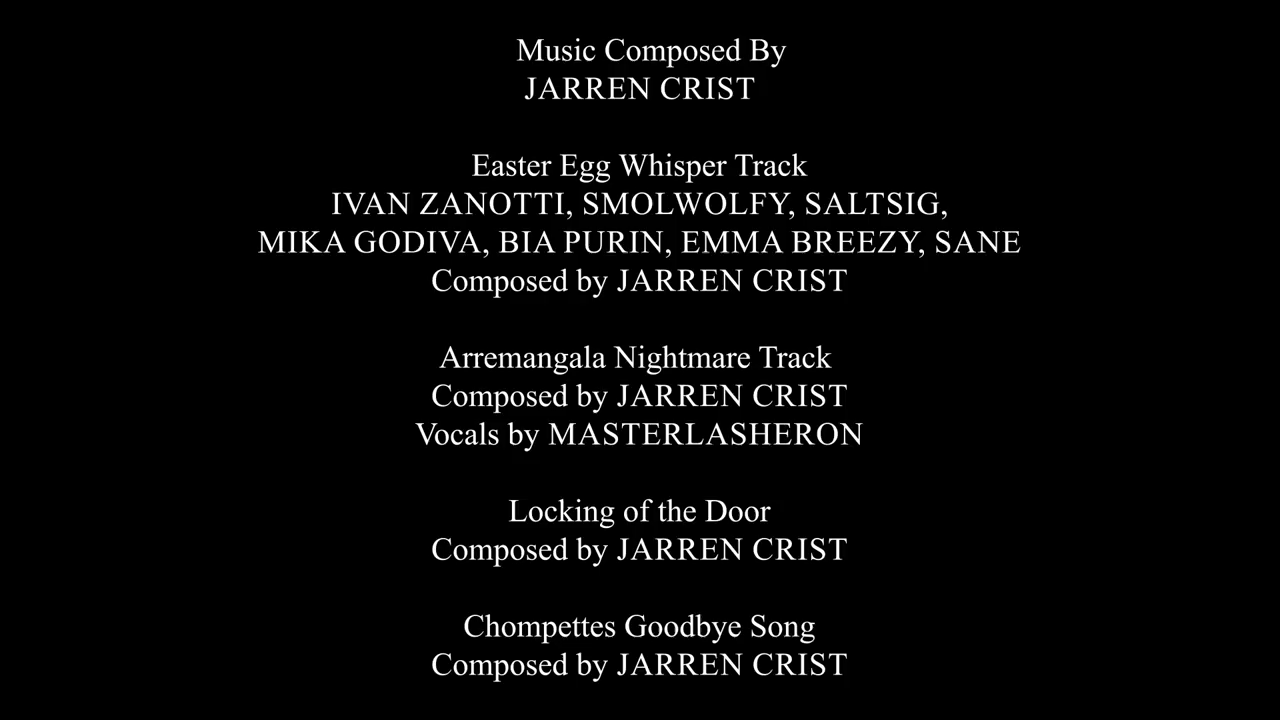 Music Composed By
JARREN CRIST
Easter Egg Whisper Track
IVAN ZANOTTI, SMOLWOLFY, SALTSIG,
MIKA GODIVA, BIA PURIN, EMMA BREEZY, SANE
Composed by JARREN CRIST
Arremangala Nightmare Track
Composed by JARREN CRIST
Vocals by MASTERLASHERON
Locking of the Door
Composed by JARREN CRIST
Chompettes Goodbye Song
Composed by JARREN CRIST